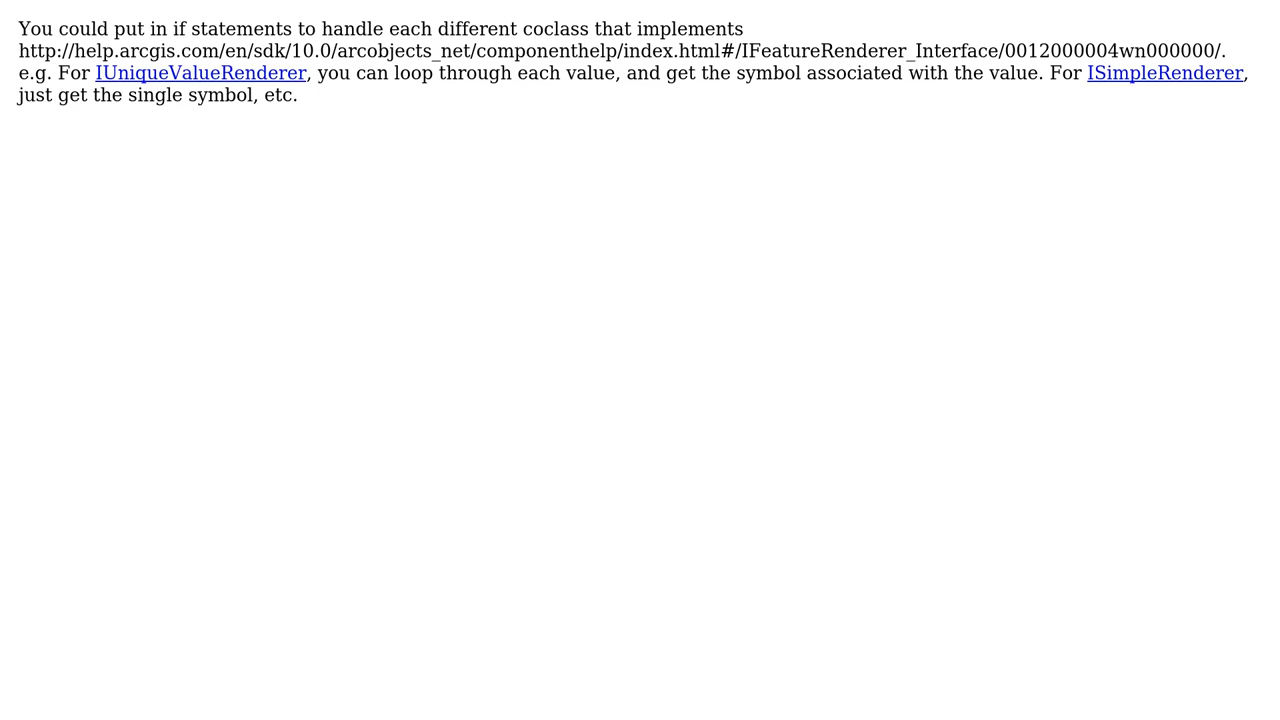 You could put in if statements to handle each different coclass that implements
http://help.arcgis.com/en/sdk/10.0/arcobjects_net/componenthelp/index.html#/IFeatureRenderer_Interface/0012000004wn000000/.
e.g. For IUniqueValueRenderer, you can loop through each value, and get the symbol associated with the value. For ISimpleRenderer,
just get the single symbol, etc.